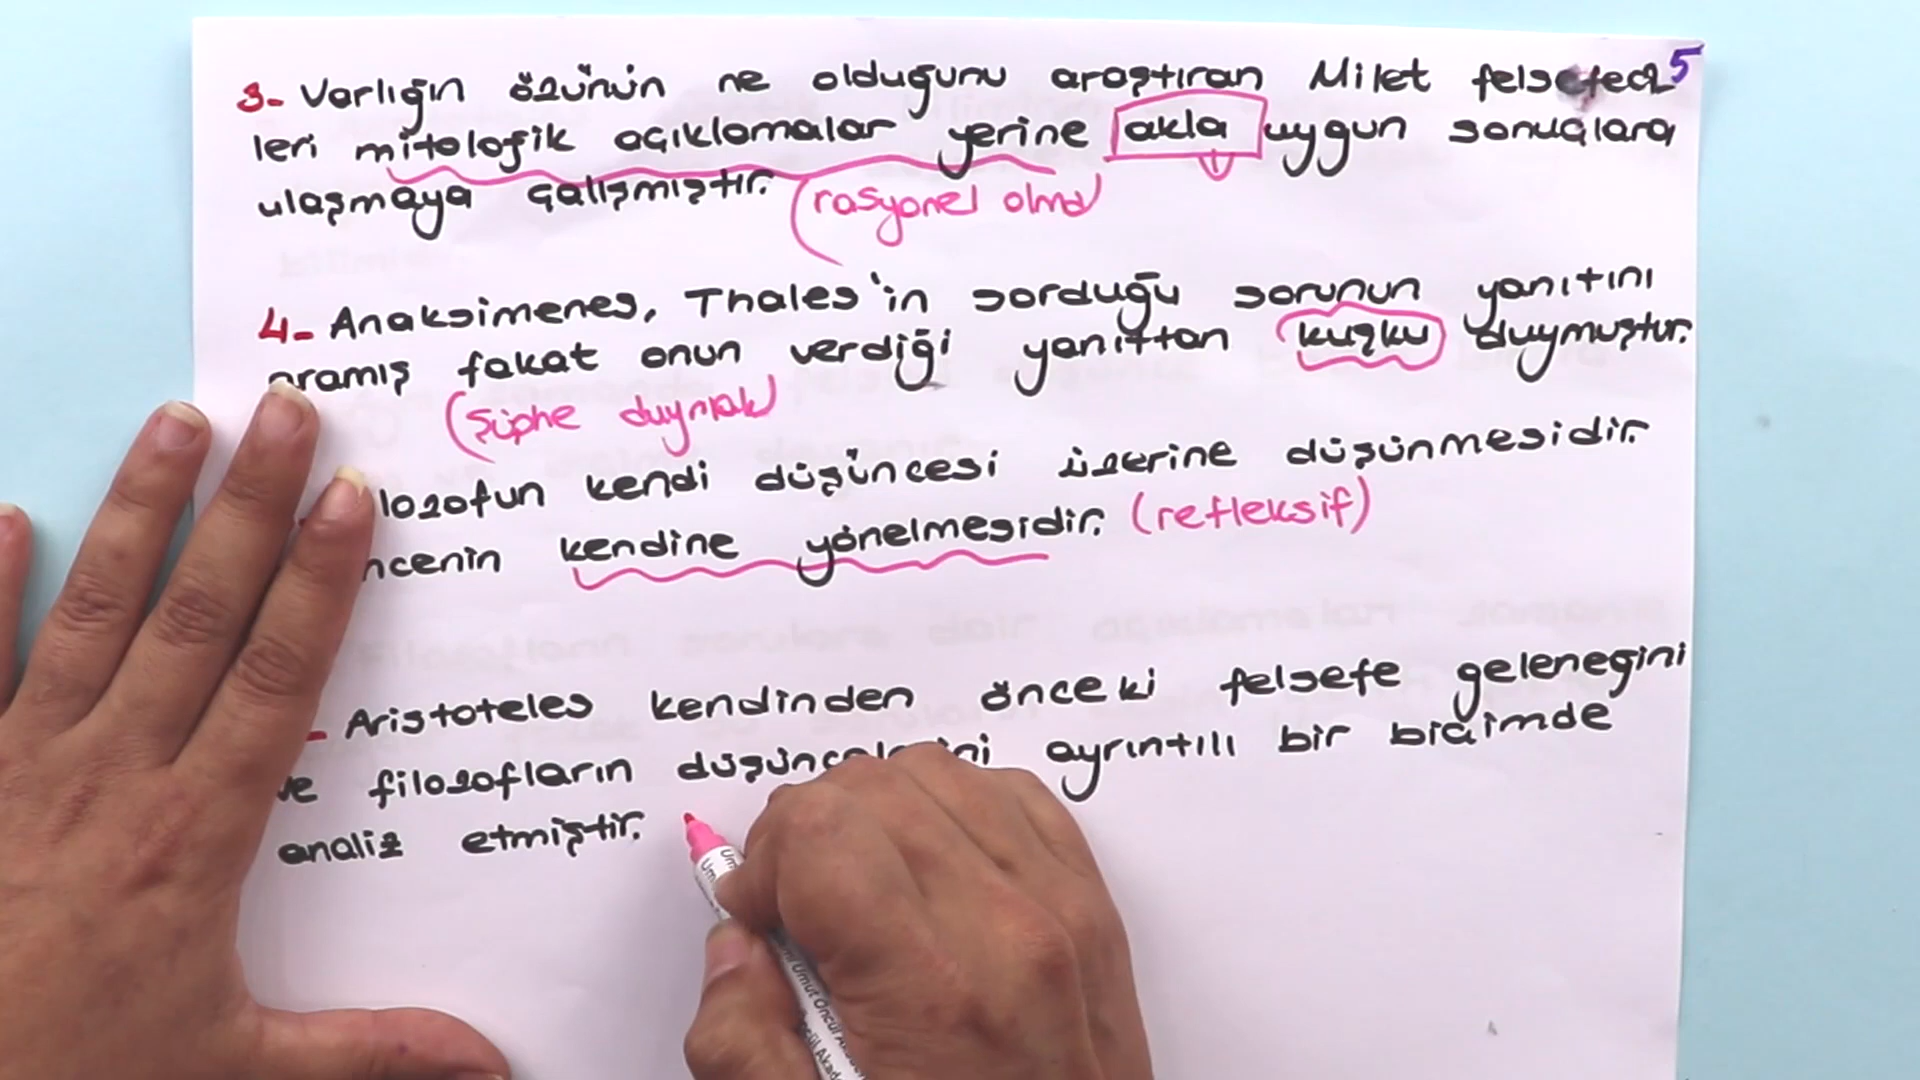 5
3- Varlığın özünün ne olduğunu araştıran Milet felsefeci
leri mitolojik açıklamalar yerine akla uygun sonuçlara
ulaşmaya çalışmıştır. (rasyonel olma)
4- Anaksimenes, Thales'in sorduğu sorunun yanıtını
aramış fakat onun verdiği yanıttan kuşku duymuştur.
(şüphe duymak)
lozofun kendi düşüncesi üzerine düşünmesidir.
ncenin kendine yönelmesidir. (refleksif)
- Aristoteles kendinden önceki felsefe geleneğini
ve filozofların ayrıntılı bir biçimde
analiz etmiştir.